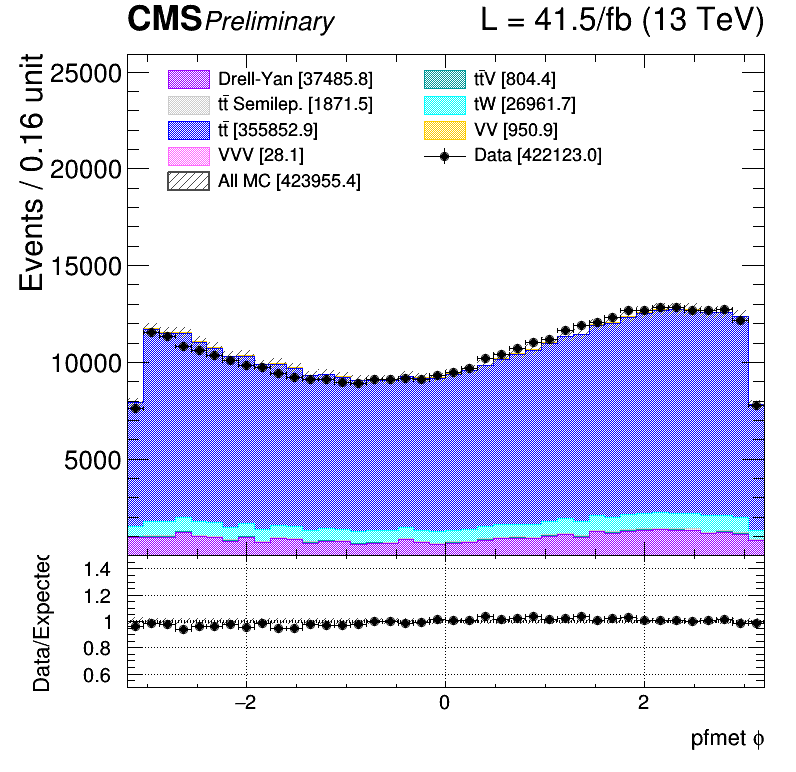 CMS Preliminary L = 41.5/fb (13 TeV)
Events / 0.16 unit
25000
20000
15000
10000
5000
Drell-Yan [37485.8]
tt̄ Semilep. [1871.5]
tt̄ [355852.9]
VVV [28.1]
All MC [423955.4]
tt̄V [804.4]
tW [26961.7]
VV [950.9]
Data [422123.0]
Data/Expected
1.4
1.2
1
0.8
0.6
−2 0 2
pfmet ϕ